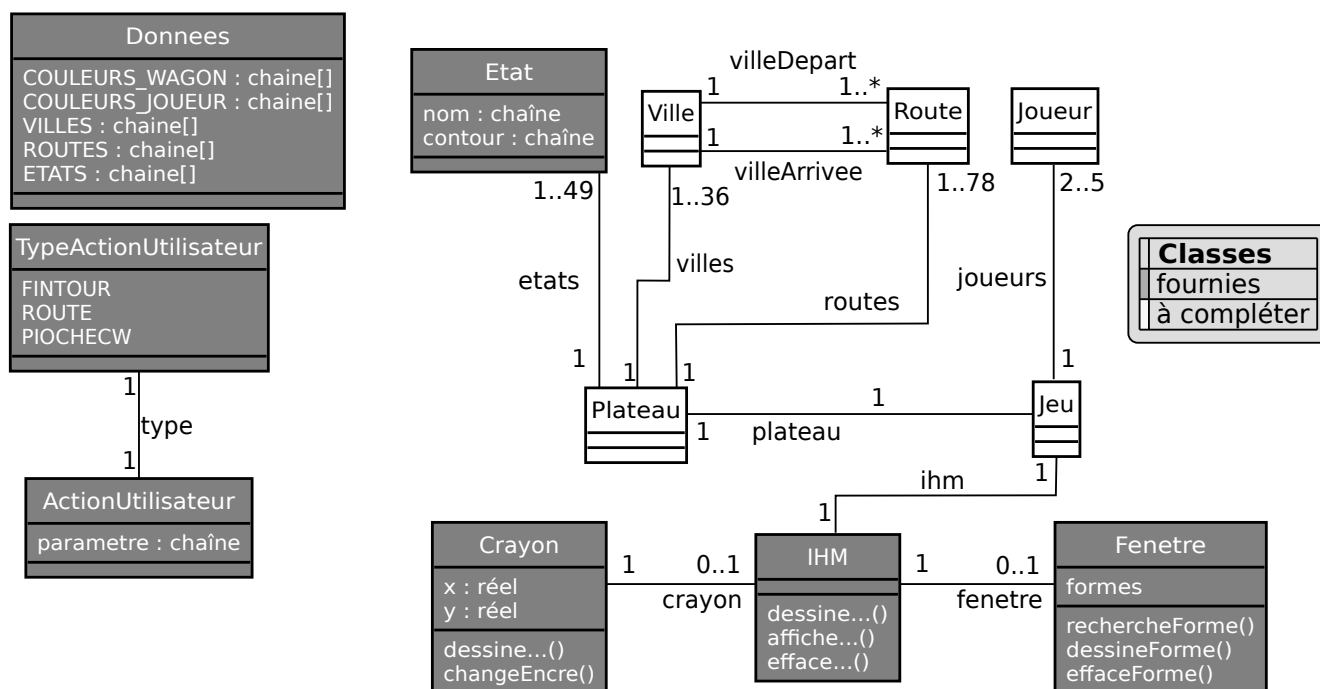 Donnees
COULEURS_WAGON : chaine[]
COULEURS_JOUEUR : chaine[]
VILLES : chaine[]
ROUTES : chaine[]
ETATS : chaine[]
TypeActionUtilisateur
FINTOUR
ROUTE
PIOCHECW
1
type
1
ActionUtilisateur
parametre : chaîne
Etat
nom : chaîne
contour : chaîne
1..49
etats
1
Ville
1
villeDepart
1..*
1
villeArrivee
1..*
Route
Joueur
1..36
villes
1
1..78
routes
1
2..5
joueurs
1
Classes
fournies
à compléter
Plateau
1
plateau
1
Jeu
1
ihm
1
Crayon
x : réel
y : réel
dessine...()
changeEncre()
1
crayon
0..1
IHM
dessine...()
affiche...()
efface...()
1
fenetre
0..1
Fenetre
formes
rechercheForme()
dessineForme()
effaceForme()